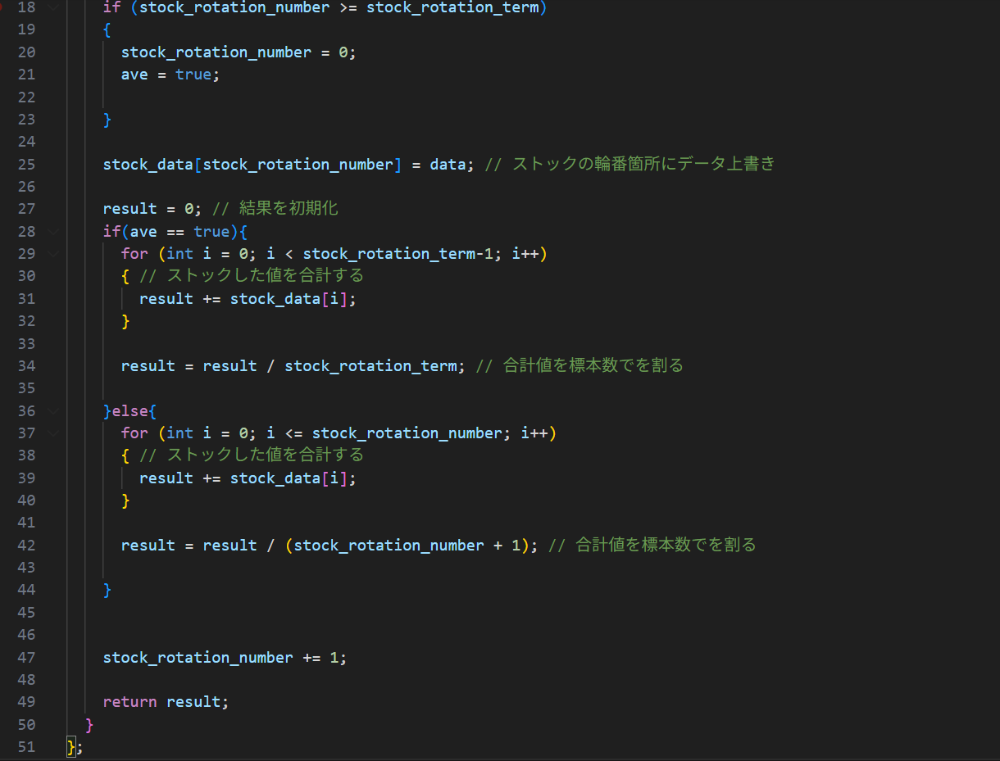 18 if (stock_rotation_number >= stock_rotation_term)
19 {
20 stock_rotation_number = 0;
21 ave = true;
22
23 }
24
25 stock_data[stock_rotation_number] = data; // ストックの輪番箇所にデータ上書き
26
27 result = 0; // 結果を初期化
28 if(ave == true){
29 for (int i = 0; i < stock_rotation_term-1; i++)
30 { // ストックした値を合計する
31 result += stock_data[i];
32 }
33
34 result = result / stock_rotation_term; // 合計値を標本数でを割る
35
36 }else{
37 for (int i = 0; i <= stock_rotation_number; i++)
38 { // ストックした値を合計する
39 result += stock_data[i];
40 }
41
42 result = result / (stock_rotation_number + 1); // 合計値を標本数でを割る
43
44 }
45
46
47 stock_rotation_number += 1;
48
49 return result;
50 }
51 };